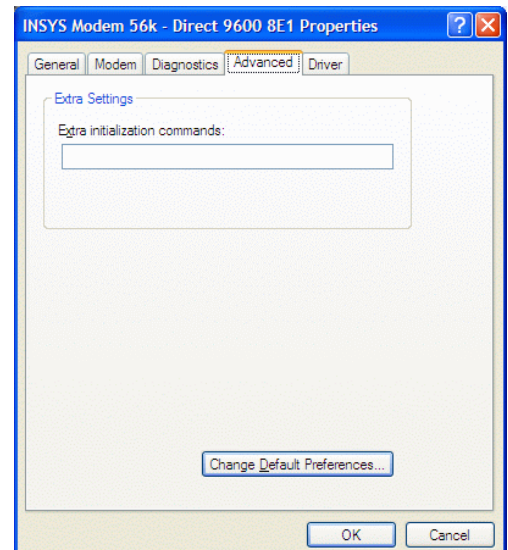 INSYS Modem 56k - Direct 9600 8E1 Properties
General Modem Diagnostics Advanced Driver
Extra Settings
Extra initialization commands:
Change Default Preferences...
OK Cancel